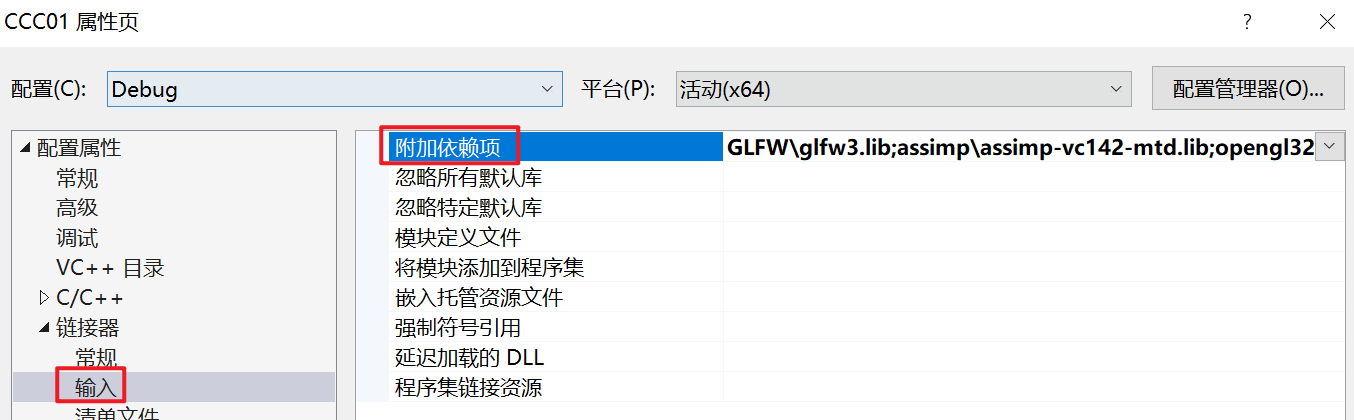 CCC01 属性页
配置(C): Debug 平台(P): 活动(x64) 配置管理器(O)...
配置属性
常规
高级
调试
VC++ 目录
C/C++
链接器
常规
输入
清单文件
附加依赖项 GLFW\glfw3.lib;assimp\assimp-vc142-mtd.lib;opengl32
忽略所有默认库
忽略特定默认库
模块定义文件
将模块添加到程序集
嵌入托管资源文件
强制符号引用
延迟加载的 DLL
程序集链接资源